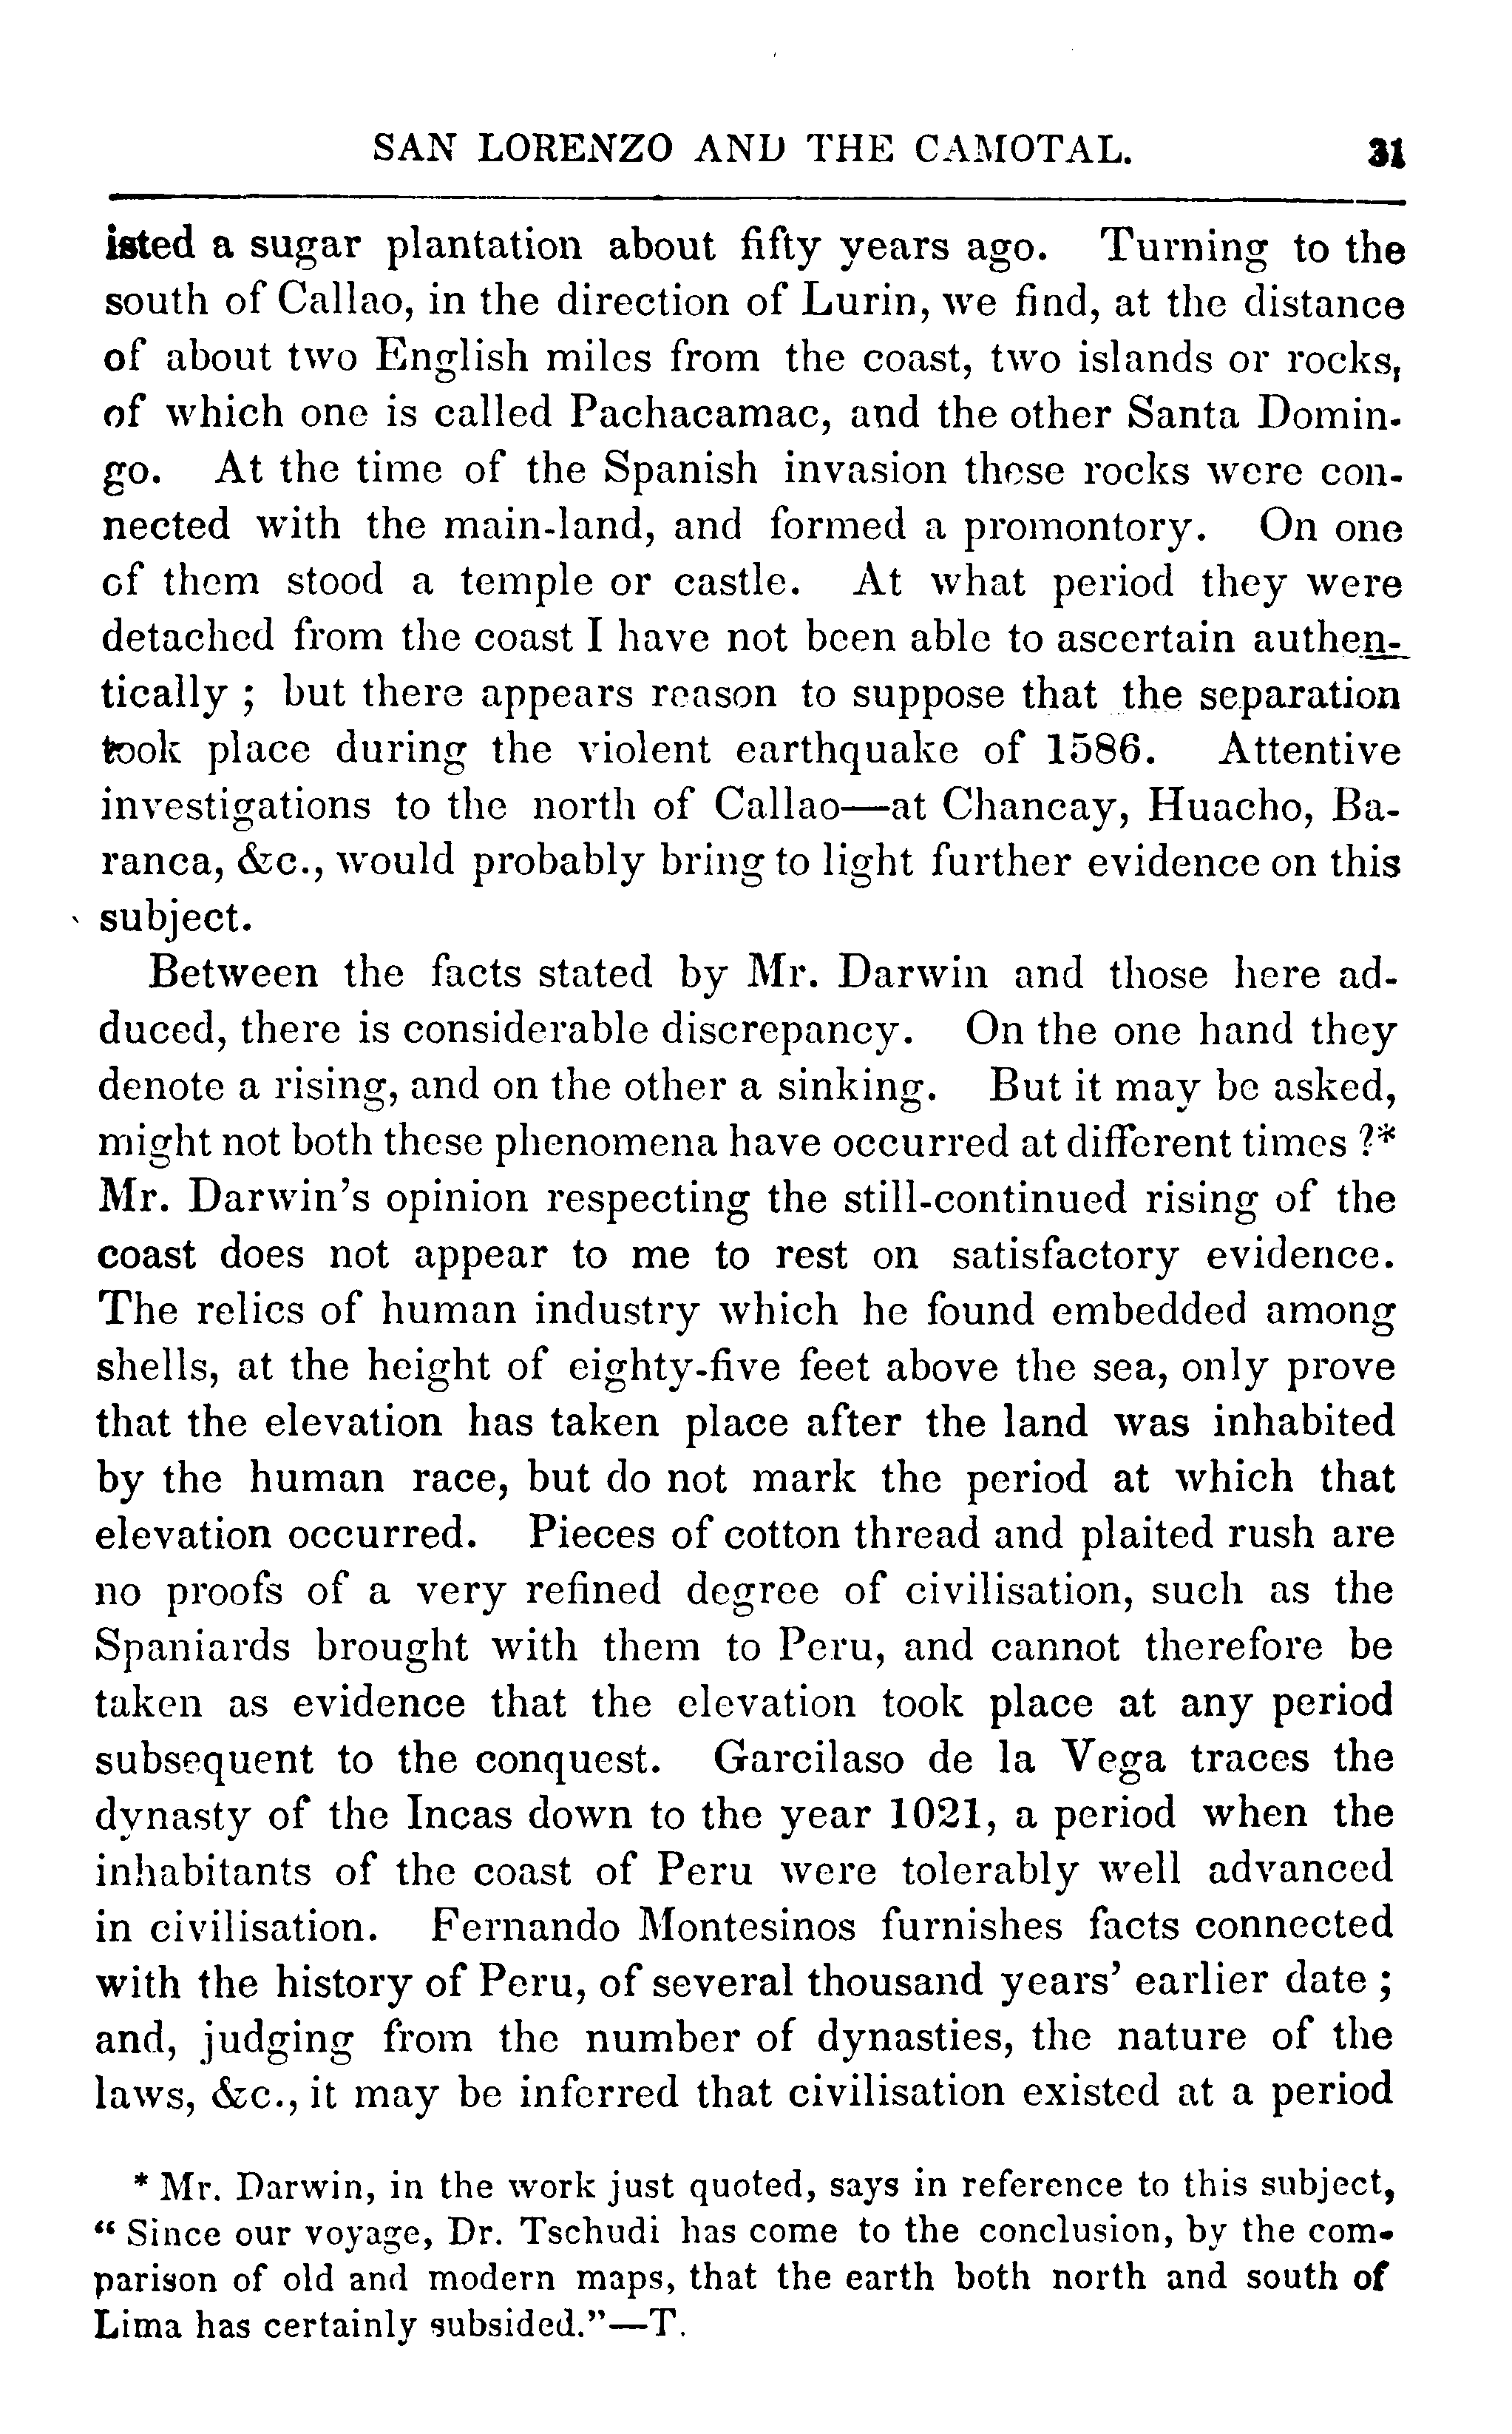 SAN LORENZO AND THE CAMOTAL. 31
isted a sugar plantation about fifty years ago. Turning to the
south of Callao, in the direction of Lurin, we find, at the distance
of about two English miles from the coast, two islands or rocks,
of which one is called Pachacamac, and the other Santa Domin-
go. At the time of the Spanish invasion these rocks were con-
nected with the main-land, and formed a promontory. On one
of them stood a temple or castle. At what period they were
detached from the coast I have not been able to ascertain authen-
tically ; but there appears reason to suppose that the separation
took place during the violent earthquake of 1586. Attentive
investigations to the north of Callao—at Chancay, Huacho, Ba-
ranca, &c., would probably bring to light further evidence on this
subject.
Between the facts stated by Mr. Darwin and those here ad-
duced, there is considerable discrepancy. On the one hand they
denote a rising, and on the other a sinking. But it may be asked,
might not both these phenomena have occurred at different times ?*
Mr. Darwin's opinion respecting the still-continued rising of the
coast does not appear to me to rest on satisfactory evidence.
The relics of human industry which he found embedded among
shells, at the height of eighty-five feet above the sea, only prove
that the elevation has taken place after the land was inhabited
by the human race, but do not mark the period at which that
elevation occurred. Pieces of cotton thread and plaited rush are
no proofs of a very refined degree of civilisation, such as the
Spaniards brought with them to Peru, and cannot therefore be
taken as evidence that the elevation took place at any period
subsequent to the conquest. Garcilaso de la Vega traces the
dynasty of the Incas down to the year 1021, a period when the
inhabitants of the coast of Peru were tolerably well advanced
in civilisation. Fernando Montesinos furnishes facts connected
with the history of Peru, of several thousand years' earlier date ;
and, judging from the number of dynasties, the nature of the
laws, &c., it may be inferred that civilisation existed at a period
* Mr. Darwin, in the work just quoted, says in reference to this subject,
“ Since our voyage, Dr. Tschudi has come to the conclusion, by the com-
parison of old and modern maps, that the earth both north and south of
Lima has certainly subsided.”—T.